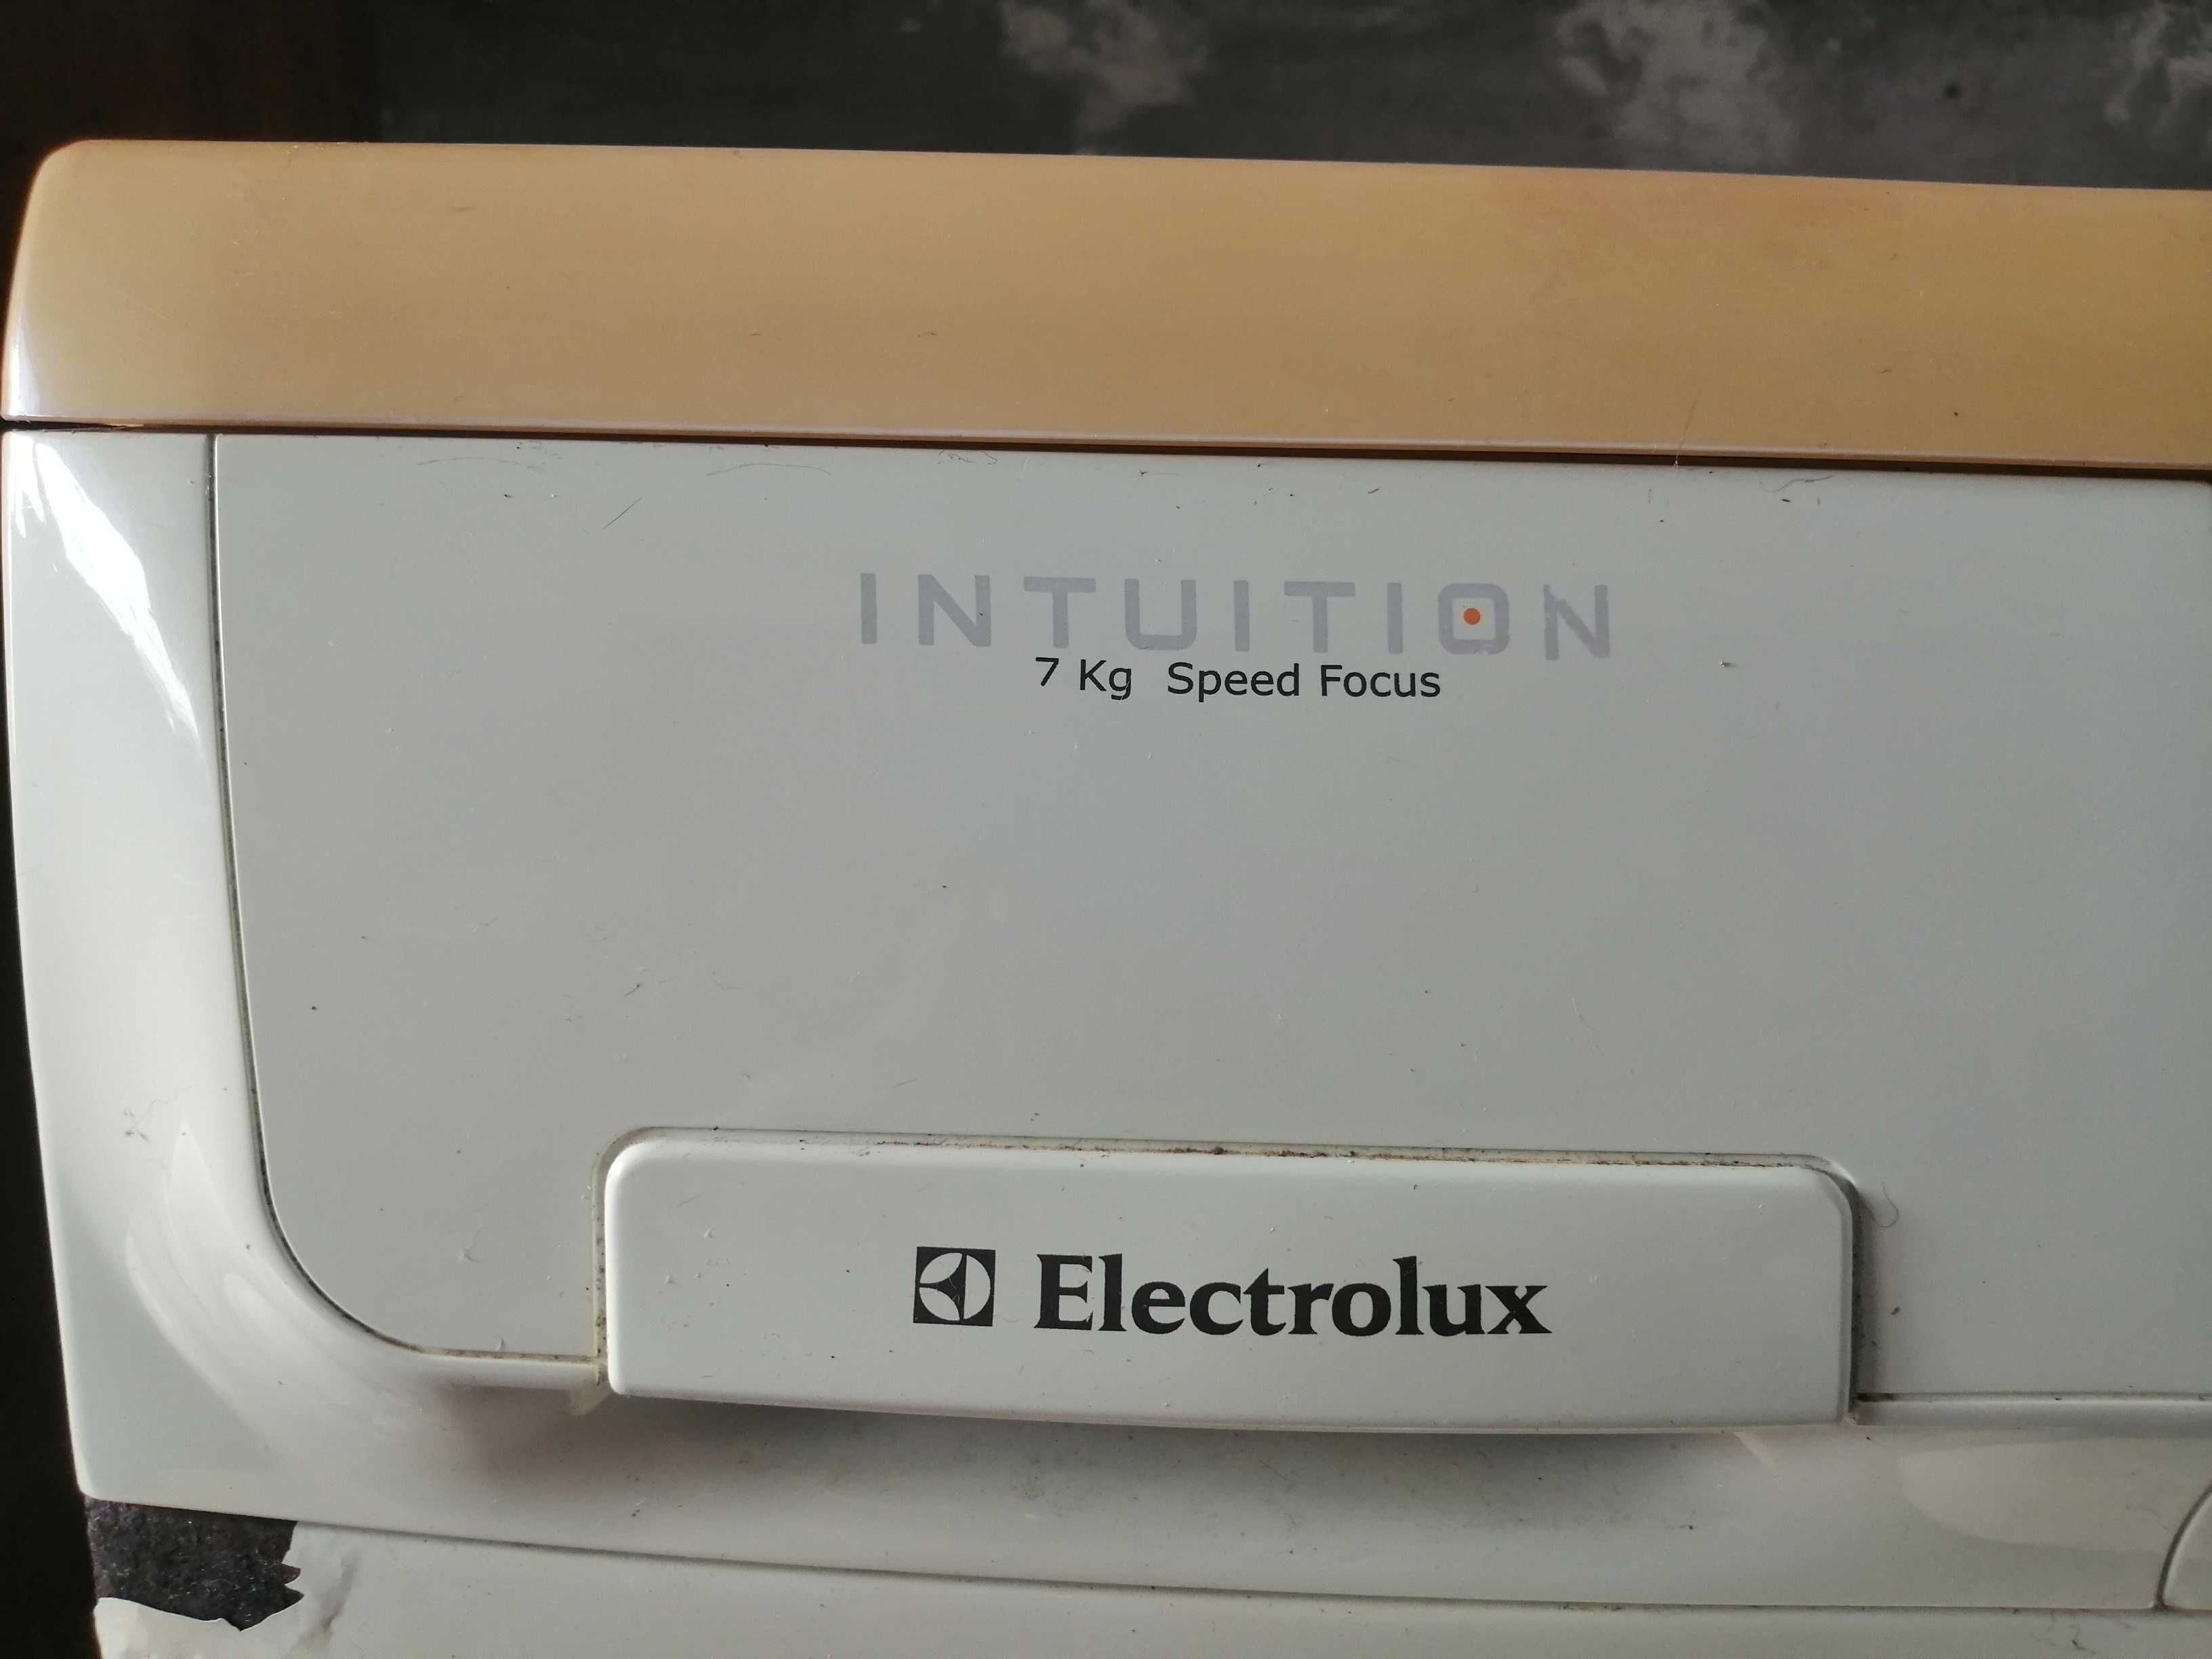 INTUITION
7 Kg Speed Focus
Electrolux